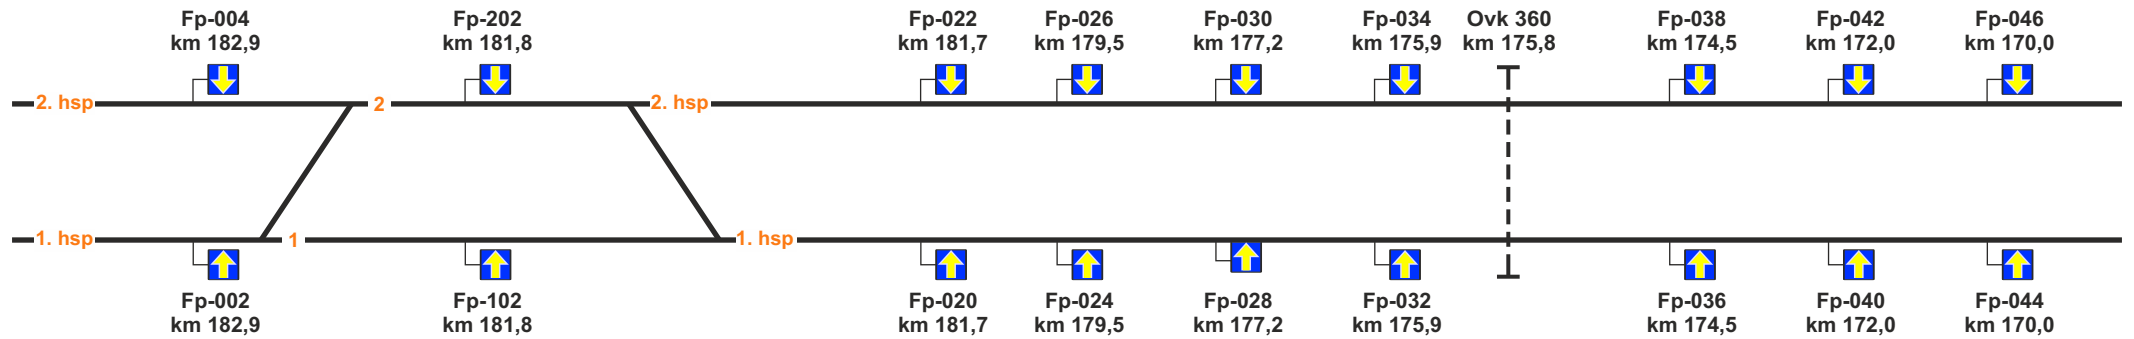 Fp-004
km 182,9
Fp-202
km 181,8
Fp-022
km 181,7
Fp-026
km 179,5
Fp-030
km 177,2
Fp-034
km 175,9
Ovk 360
km 175,8
Fp-038
km 174,5
Fp-042
km 172,0
Fp-046
km 170,0
2. hsp
2
2. hsp
1. hsp
1
1. hsp
Fp-002
km 182,9
Fp-102
km 181,8
Fp-020
km 181,7
Fp-024
km 179,5
Fp-028
km 177,2
Fp-032
km 175,9
Fp-036
km 174,5
Fp-040
km 172,0
Fp-044
km 170,0